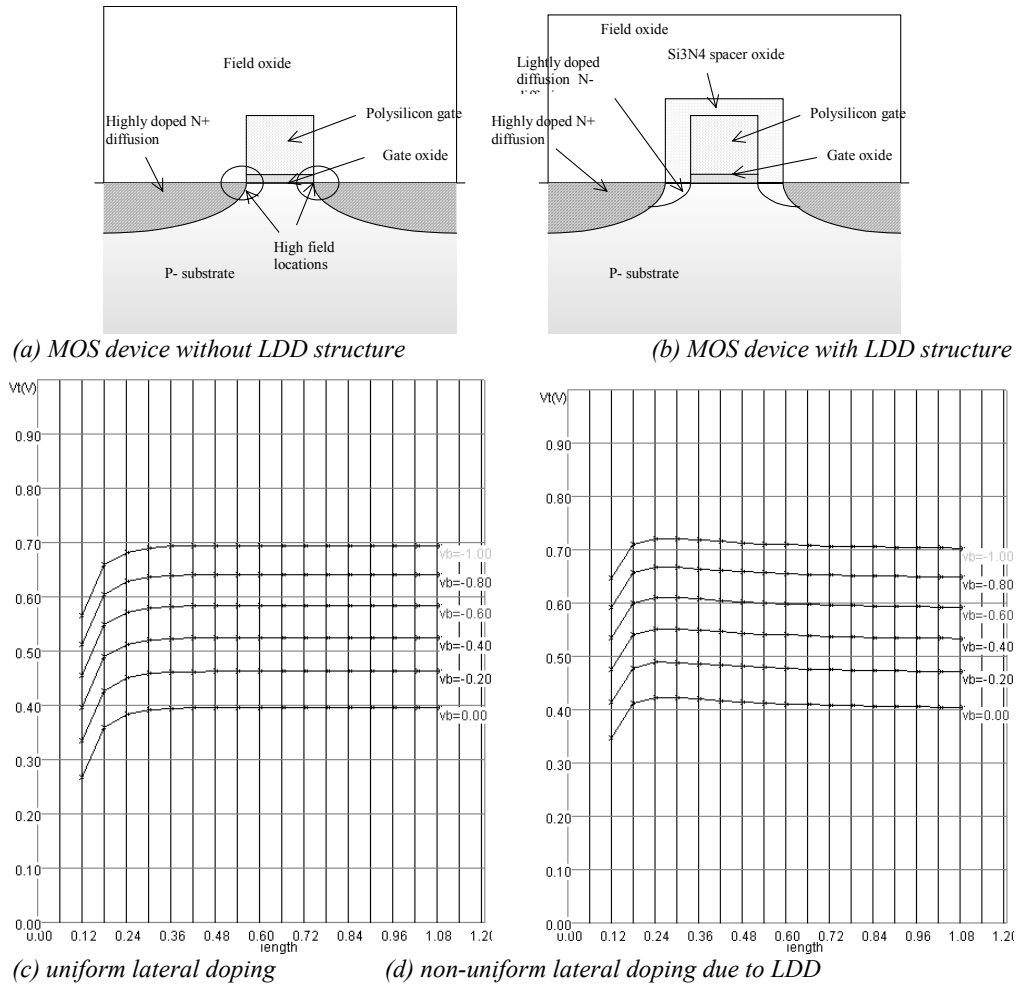 Field oxide
Highly doped N+
diffusion
Polysilicon gate
Gate oxide
High field
locations
P- substrate
(a) MOS device without LDD structure
Field oxide
Si3N4 spacer oxide
Lightly doped
diffusion N-
Highly doped N+
diffusion
Polysilicon gate
Gate oxide
P- substrate
(b) MOS device with LDD structure
Vt(V)
0.90
0.80
0.70
0.60
0.50
0.40
0.30
0.20
0.10
0.00
vb=-1.00
vb=-0.80
vb=-0.60
vb=-0.40
vb=-0.20
vb=0.00
0.00 0.12 0.24 0.36 0.48 0.60 0.72 0.84 0.96 1.08 1.20
length
(c) uniform lateral doping
Vt(V)
0.90
0.80
0.70
0.60
0.50
0.40
0.30
0.20
0.10
0.00
vb=-1.00
vb=-0.80
vb=-0.60
vb=-0.40
vb=-0.20
vb=0.00
0.00 0.12 0.24 0.36 0.48 0.60 0.72 0.84 0.96 1.08 1.20
length
(d) non-uniform lateral doping due to LDD